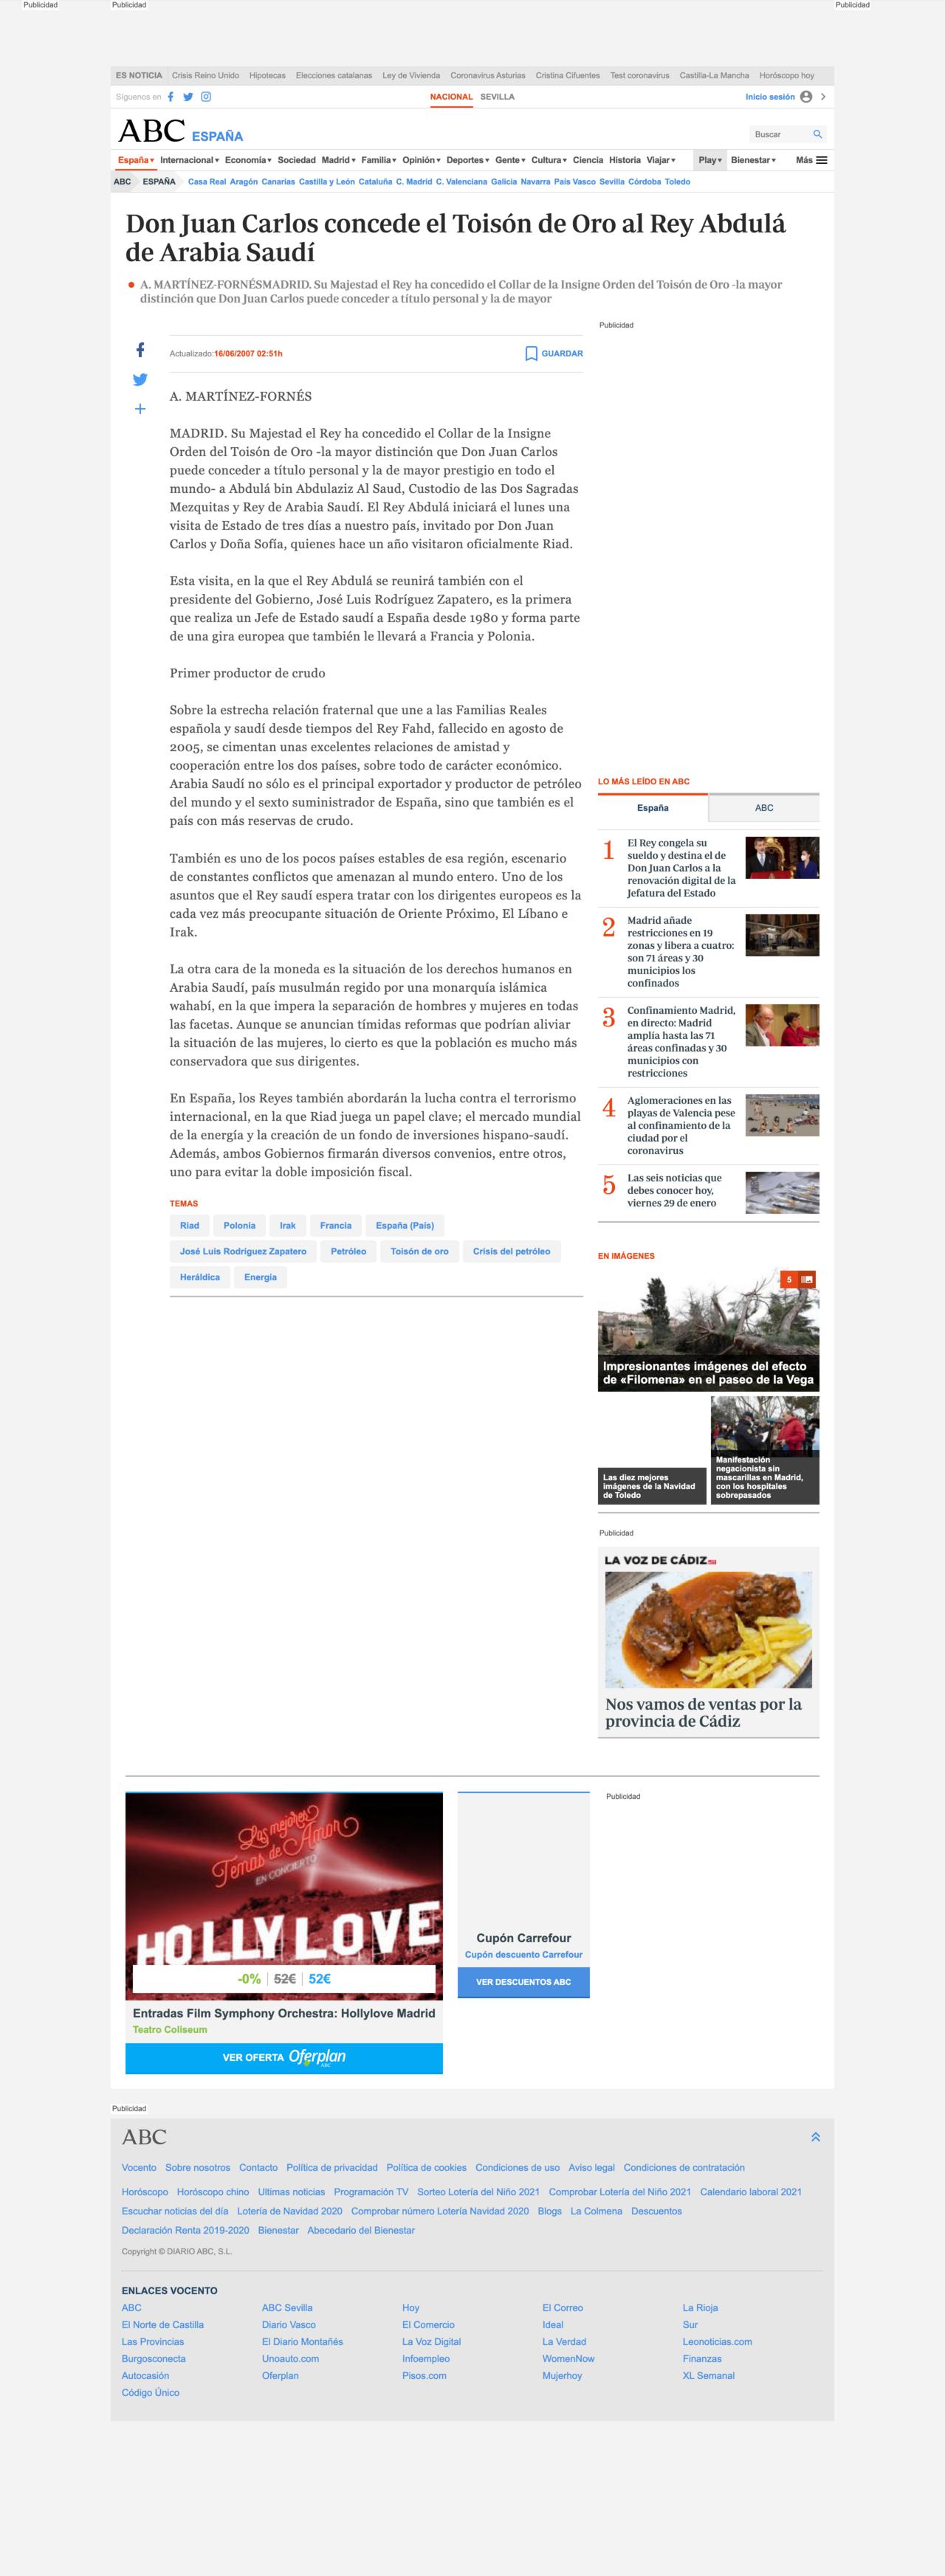 Publicidad
Publicidad
Publicidad
ES NOTICIA Crisis Reino Unido Hipotecas Elecciones catalanas Ley de Vivienda Coronavirus Asturias Cristina Cifuentes Test coronavirus Castilla-La Mancha Horóscopo hoy
Síguenos en NACIONAL SEVILLA Inicio sesión
ABC ESPAÑA Buscar
España Internacional Economía Sociedad Madrid Familia Opinión Deportes Gente Cultura Ciencia Historia Viajar Play Bienestar Más
ABC ESPAÑA Casa Real Aragón Canarias Castilla y León Cataluña C. Madrid C. Valenciana Galicia Navarra País Vasco Sevilla Córdoba Toledo
Don Juan Carlos concede el Toisón de Oro al Rey Abdulá
de Arabia Saudí
A. MARTÍNEZ-FORNÉSMADRID. Su Majestad el Rey ha concedido el Collar de la Insigne Orden del Toisón de Oro -la mayor
distinción que Don Juan Carlos puede conceder a título personal y la de mayor
Publicidad
Actualizado:16/06/2007 02:51h GUARDAR
A. MARTÍNEZ-FORNÉS
MADRID. Su Majestad el Rey ha concedido el Collar de la Insigne
Orden del Toisón de Oro -la mayor distinción que Don Juan Carlos
puede conceder a título personal y la de mayor prestigio en todo el
mundo- a Abdulá bin Abdulaziz Al Saud, Custodio de las Dos Sagradas
Mezquitas y Rey de Arabia Saudí. El Rey Abdulá iniciará el lunes una
visita de Estado de tres días a nuestro país, invitado por Don Juan
Carlos y Doña Sofía, quienes hace un año visitaron oficialmente Riad.
Esta visita, en la que el Rey Abdulá se reunirá también con el
presidente del Gobierno, José Luis Rodríguez Zapatero, es la primera
que realiza un Jefe de Estado saudí a España desde 1980 y forma parte
de una gira europea que también le llevará a Francia y Polonia.
Primer productor de crudo
Sobre la estrecha relación fraternal que une a las Familias Reales
española y saudí desde tiempos del Rey Fahd, fallecido en agosto de
2005, se cimentan unas excelentes relaciones de amistad y
cooperación entre los dos países, sobre todo de carácter económico.
Arabia Saudí no sólo es el principal exportador y productor de petróleo
del mundo y el sexto suministrador de España, sino que también es el
país con más reservas de crudo.
También es uno de los pocos países estables de esa región, escenario
de constantes conflictos que amenazan al mundo entero. Uno de los
asuntos que el Rey saudí espera tratar con los dirigentes europeos es la
cada vez más preocupante situación de Oriente Próximo, El Líbano e
Irak.
La otra cara de la moneda es la situación de los derechos humanos en
Arabia Saudí, país musulmán regido por una monarquía islámica
wahabí, en la que impera la separación de hombres y mujeres en todas
las facetas. Aunque se anuncian tímidas reformas que podrían aliviar
la situación de las mujeres, lo cierto es que la población es mucho más
conservadora que sus dirigentes.
En España, los Reyes también abordarán la lucha contra el terrorismo
internacional, en la que Riad juega un papel clave; el mercado mundial
de la energía y la creación de un fondo de inversiones hispano-saudí.
Además, ambos Gobiernos firmarán diversos convenios, entre otros,
uno para evitar la doble imposición fiscal.
TEMAS
Riad Polonia Irak Francia España (País)
José Luis Rodríguez Zapatero Petróleo Toisón de oro Crisis del petróleo
Heráldica Energía
LO MÁS LEÍDO EN ABC
España ABC
1 El Rey congela su
sueldo y destina el de
Don Juan Carlos a la
renovación digital de la
Jefatura del Estado
2 Madrid añade
restricciones en 19
zonas y libera a cuatro:
son 71 áreas y 30
municipios los
confinados
3 Confinamiento Madrid,
en directo: Madrid
amplía hasta las 71
áreas confinadas y 30
municipios con
restricciones
4 Aglomeraciones en las
playas de Valencia pese
al confinamiento de la
ciudad por el
coronavirus
5 Las seis noticias que
debes conocer hoy,
viernes 29 de enero
EN IMÁGENES
5
Impresionantes imágenes del efecto
de «Filomena» en el paseo de la Vega
Las diez mejores
imágenes de la Navidad
de Toledo
Manifestación
negacionista sin
mascarillas en Madrid,
con los hospitales
sobrepasados
Publicidad
LA VOZ DE CÁDIZ
Nos vamos de ventas por la
provincia de Cádiz
Las mejores
Temas de Amor
EN CONCIERTO
HOLLYLOVE
-0% 52€ 52€
Entradas Film Symphony Orchestra: Hollylove Madrid
Teatro Coliseum
VER OFERTA Oferplan
ABC
Cupón Carrefour
Cupón descuento Carrefour
VER DESCUENTOS ABC
Publicidad
Publicidad
ABC
Vocento Sobre nosotros Contacto Política de privacidad Política de cookies Condiciones de uso Aviso legal Condiciones de contratación
Horóscopo Horóscopo chino Ultimas noticias Programación TV Sorteo Lotería del Niño 2021 Comprobar Lotería del Niño 2021 Calendario laboral 2021
Escuchar noticias del día Lotería de Navidad 2020 Comprobar número Lotería Navidad 2020 Blogs La Colmena Descuentos
Declaración Renta 2019-2020 Bienestar Abecedario del Bienestar
Copyright © DIARIO ABC, S.L.
ENLACES VOCENTO
ABC ABC Sevilla Hoy El Correo La Rioja
El Norte de Castilla Diario Vasco El Comercio Ideal Sur
Las Provincias El Diario Montañés La Voz Digital La Verdad Leonoticias.com
Burgosconecta Unoauto.com Infoempleo WomenNow Finanzas
Autocasión Oferplan Pisos.com Mujerhoy XL Semanal
Código Único